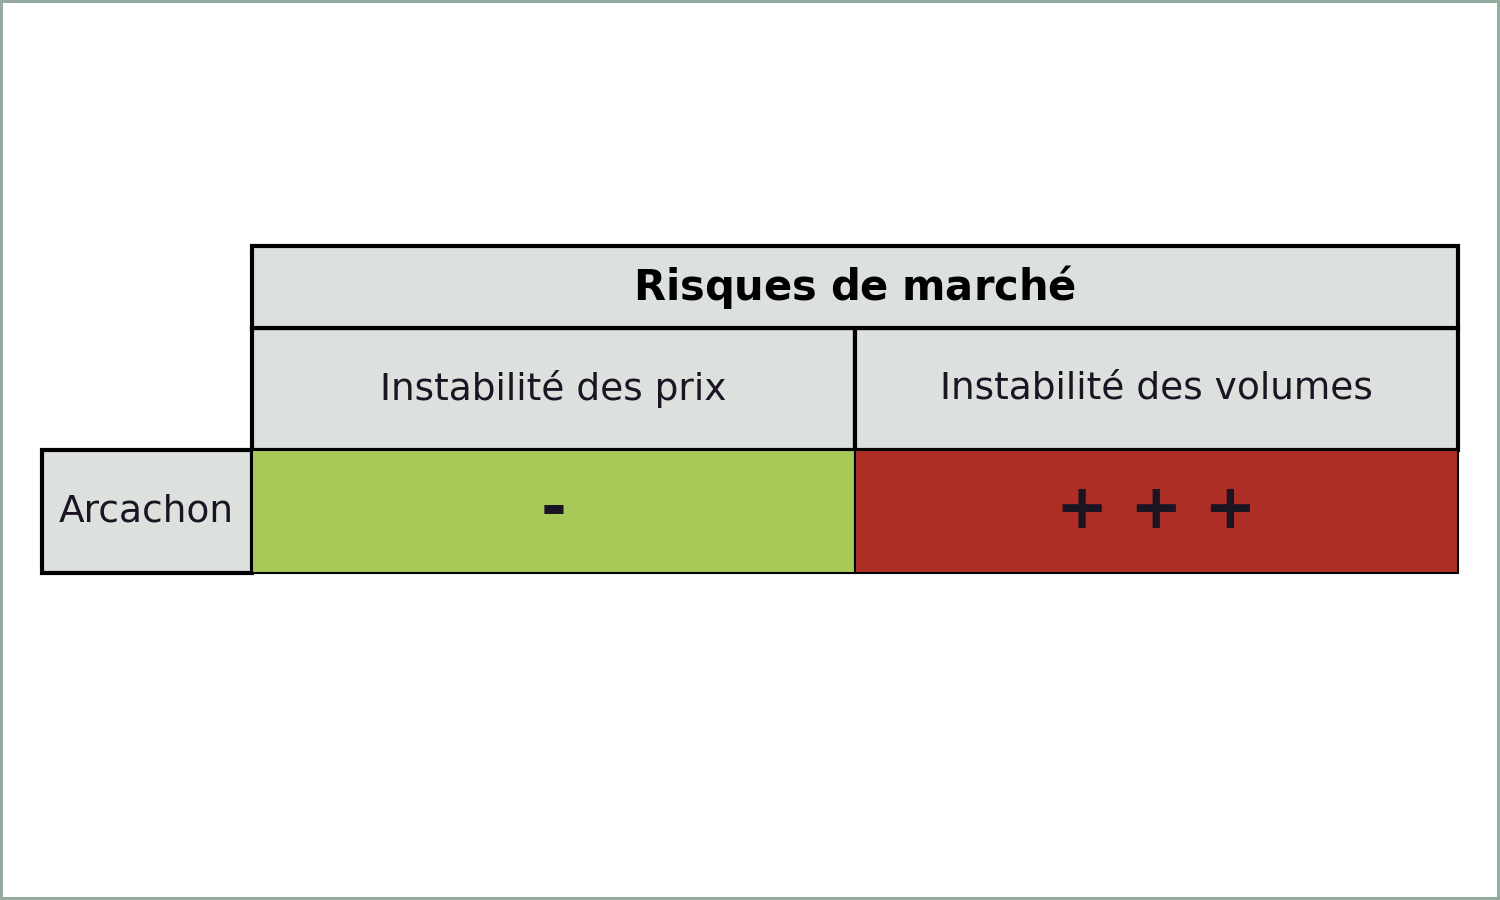 Risques de marché
Instabilité des prix
Instabilité des volumes
Arcachon
-
+ + +